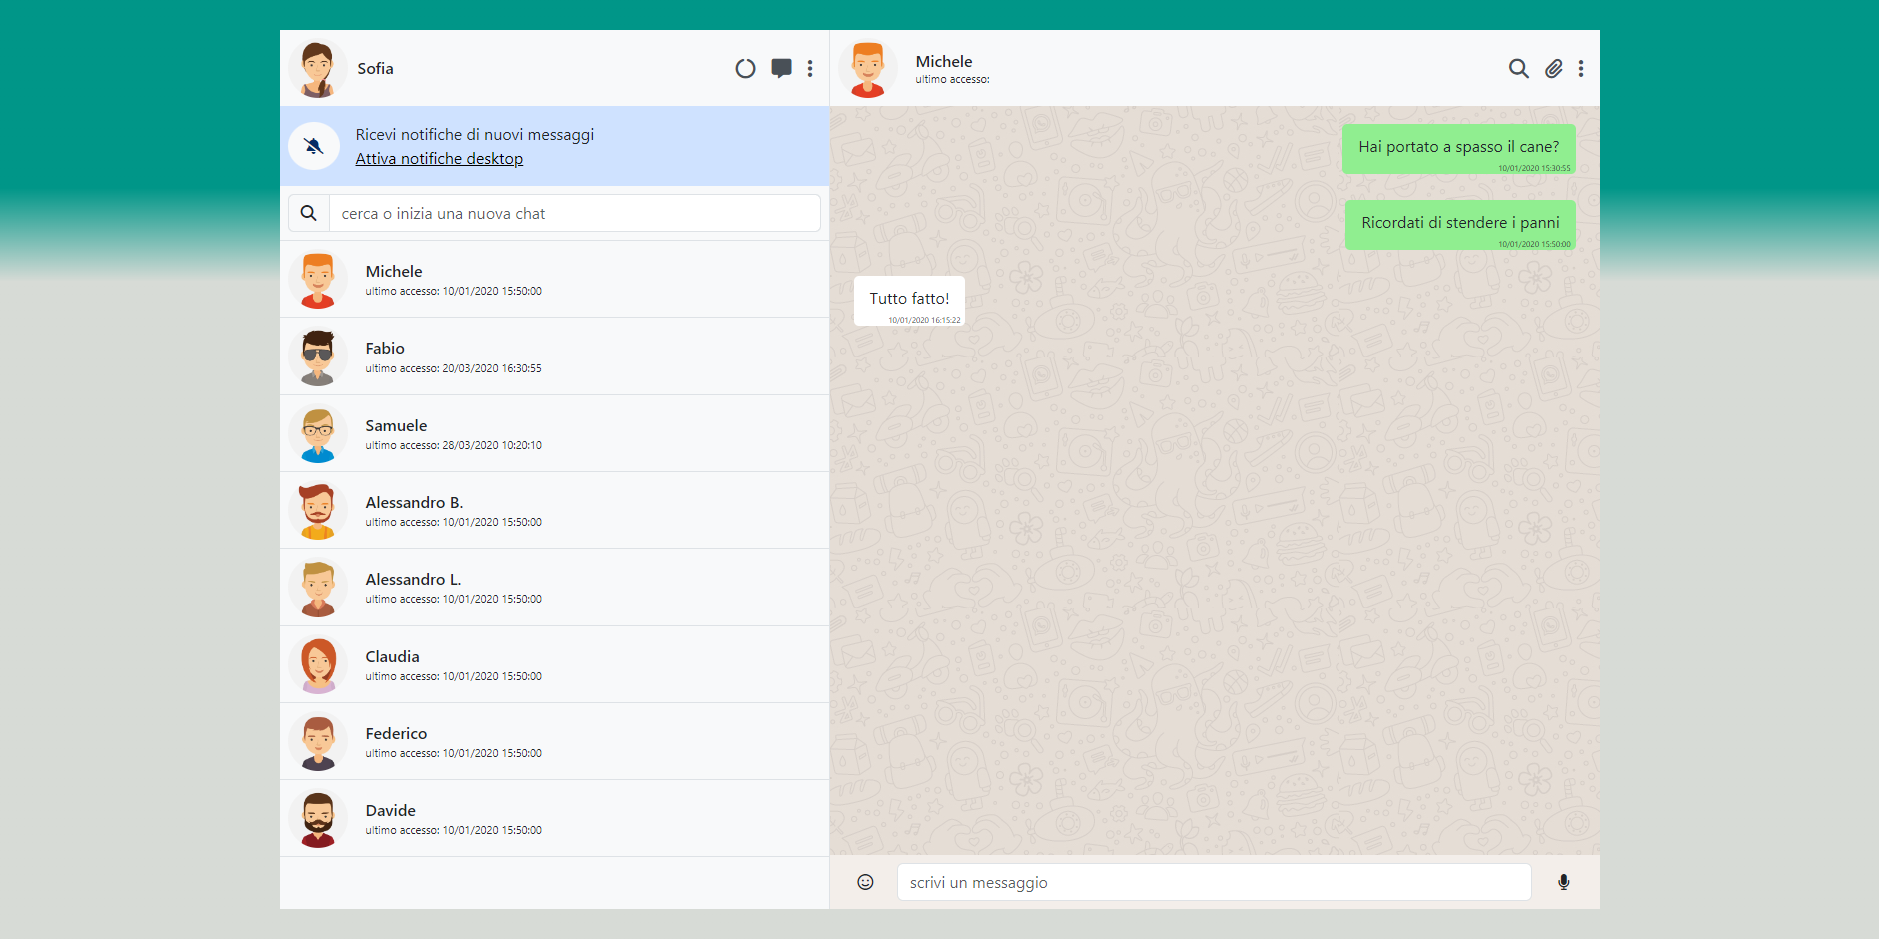 Sofia
Ricevi notifiche di nuovi messaggi
Attiva notifiche desktop
cerca o inizia una nuova chat
Michele
ultimo accesso: 10/01/2020 15:50:00
Fabio
ultimo accesso: 20/03/2020 16:30:55
Samuele
ultimo accesso: 28/03/2020 10:20:10
Alessandro B.
ultimo accesso: 10/01/2020 15:50:00
Alessandro L.
ultimo accesso: 10/01/2020 15:50:00
Claudia
ultimo accesso: 10/01/2020 15:50:00
Federico
ultimo accesso: 10/01/2020 15:50:00
Davide
ultimo accesso: 10/01/2020 15:50:00
Michele
ultimo accesso:
Hai portato a spasso il cane?
10/01/2020 15:30:55
Ricordati di stendere i panni
10/01/2020 15:50:00
Tutto fatto!
10/01/2020 16:15:22
scrivi un messaggio